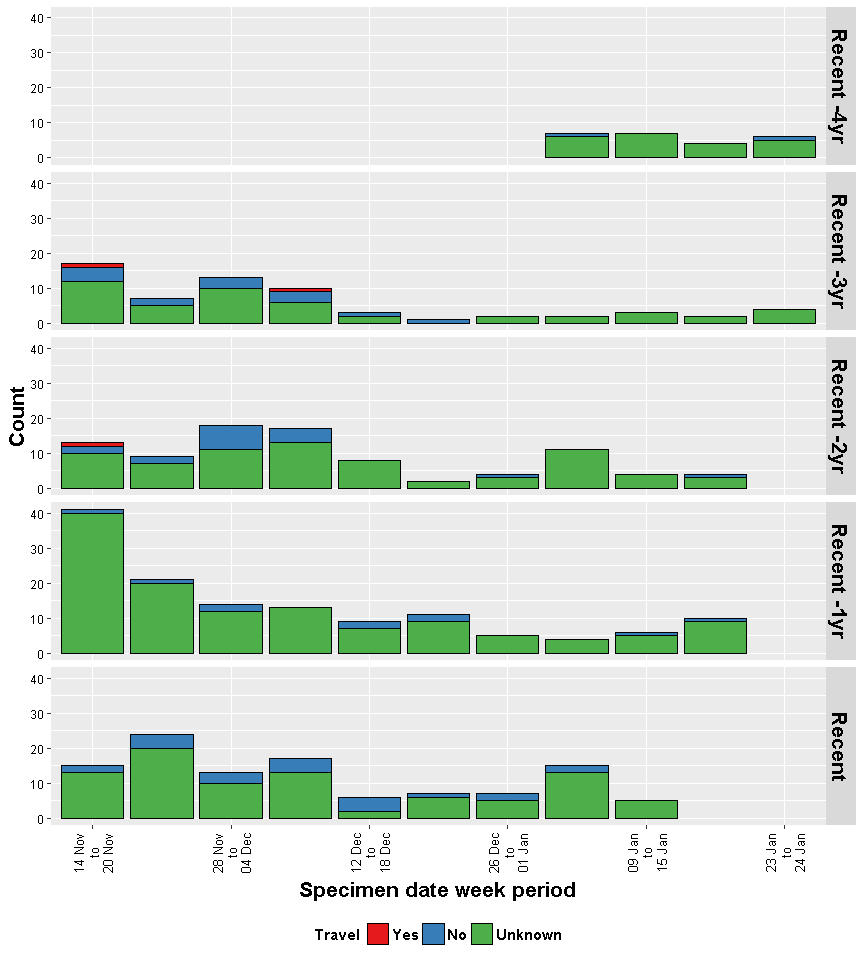 40
30
20
10
0
Recent -4yr
40
30
20
10
0
Recent -3yr
40
30
20
10
0
Recent -2yr
40
30
20
10
0
Recent -1yr
40
30
20
10
0
Recent
Count
14 Nov
to
20 Nov
28 Nov
to
04 Dec
12 Dec
to
18 Dec
26 Dec
to
01 Jan
09 Jan
to
15 Jan
23 Jan
to
24 Jan
Specimen date week period
Travel Yes No Unknown